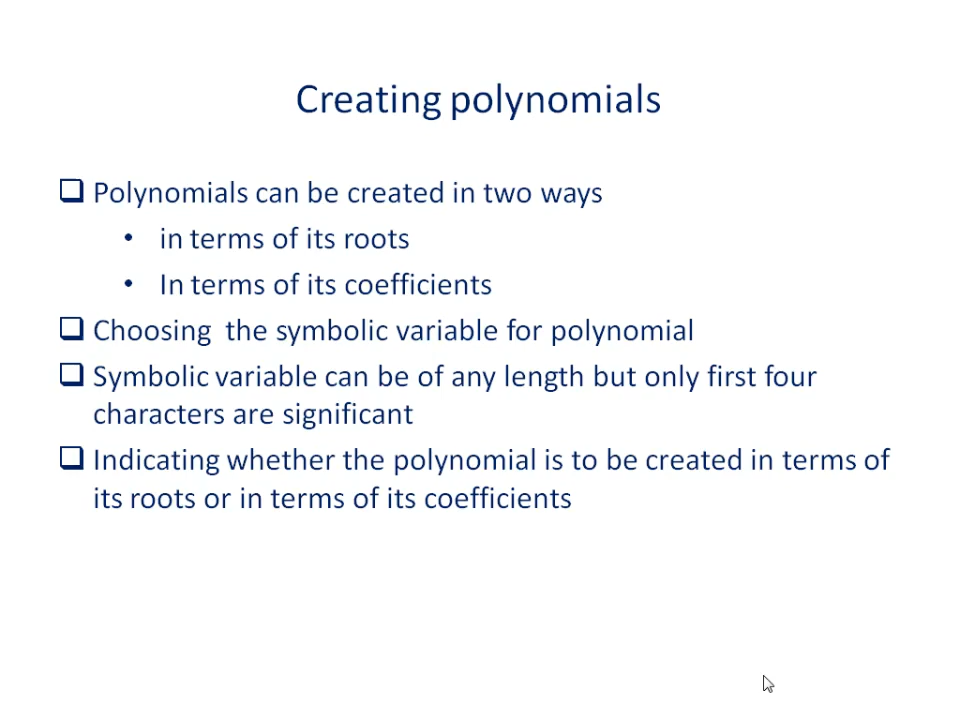 Creating polynomials
❑ Polynomials can be created in two ways
• in terms of its roots
• In terms of its coefficients
❑ Choosing  the symbolic variable for polynomial
❑ Symbolic variable can be of any length but only first four
characters are significant
❑ Indicating whether the polynomial is to be created in terms of
its roots or in terms of its coefficients